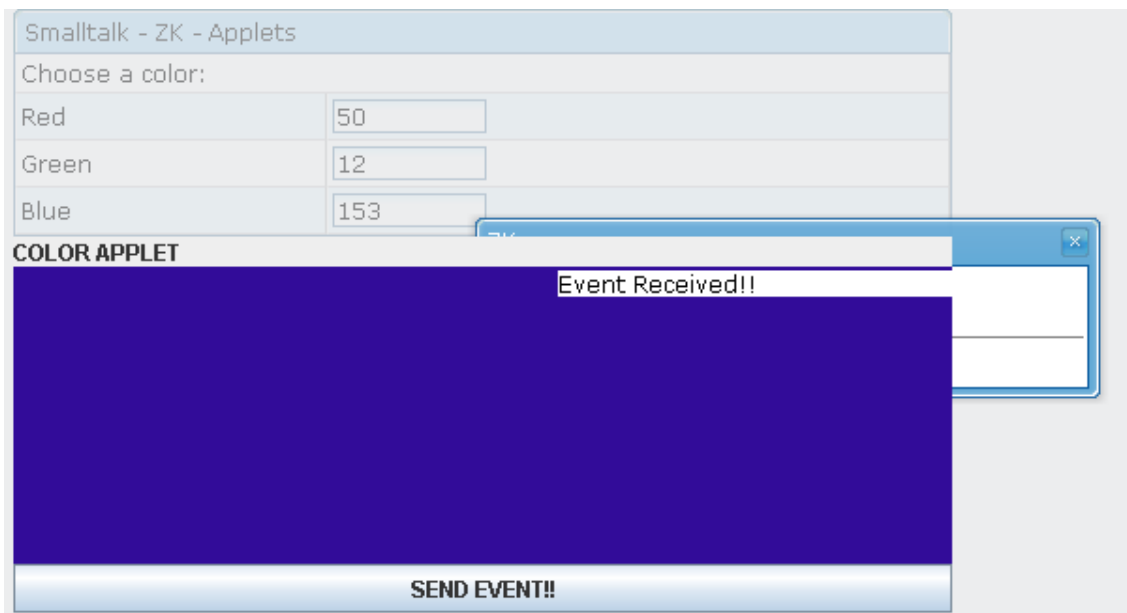 Smalltalk - ZK - Applets
Choose a color:
Red 50
Green 12
Blue 153
COLOR APPLET
Event Received!!
SEND EVENT!!